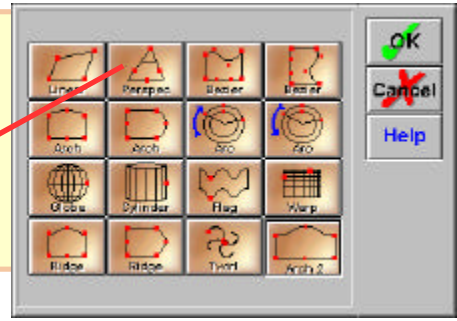 Linear Perspec Bezier Bezier
Arch Arch Arc Arc
Globe Cylinder Flag Warp
Ridge Ridge Twirl Arch 2
OK
Cancel
Help